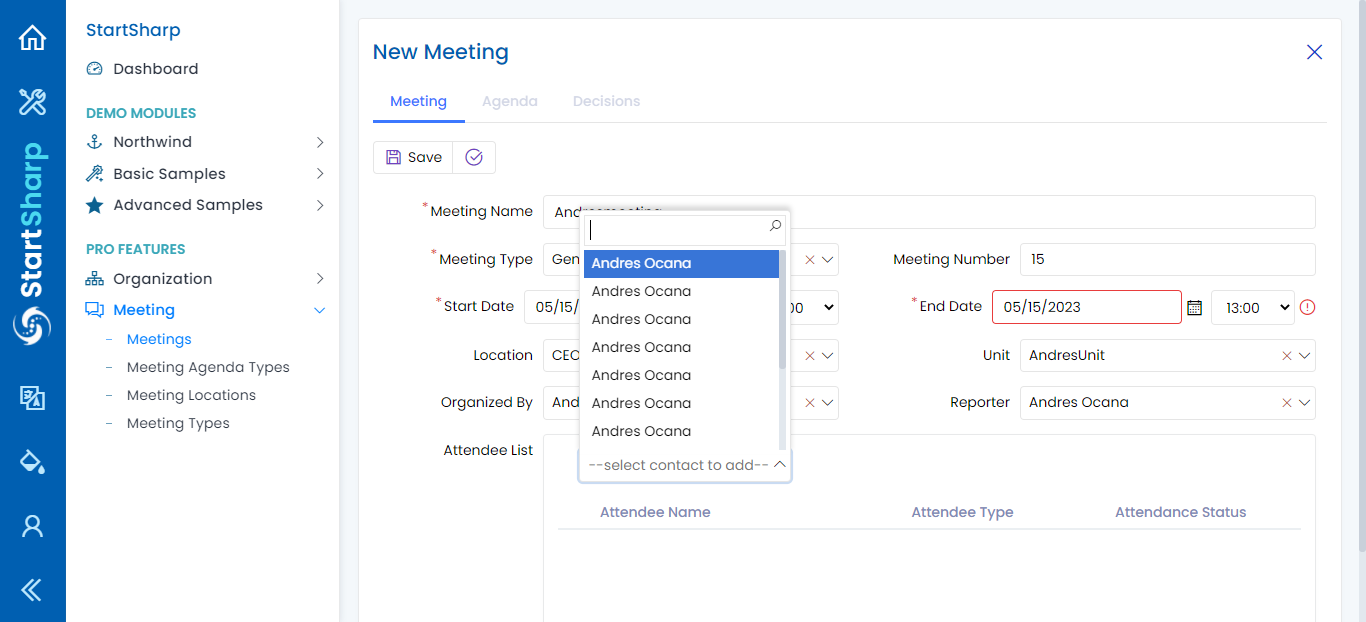 StartSharp
StartSharp
Dashboard
DEMO MODULES
Northwind
Basic Samples
Advanced Samples
PRO FEATURES
Organization
Meeting
– Meetings
– Meeting Agenda Types
– Meeting Locations
– Meeting Types
New Meeting
Meeting Agenda Decisions
Save
* Meeting Name
* Meeting Type Gen
Meeting Number 15
* Start Date 05/15/ 00
* End Date 05/15/2023 13:00
Location CEO
Unit AndresUnit
Organized By And
Reporter Andres Ocana
Attendee List
Andres Ocana
Andres Ocana
Andres Ocana
Andres Ocana
Andres Ocana
Andres Ocana
Andres Ocana
--select contact to add--
Attendee Name Attendee Type Attendance Status